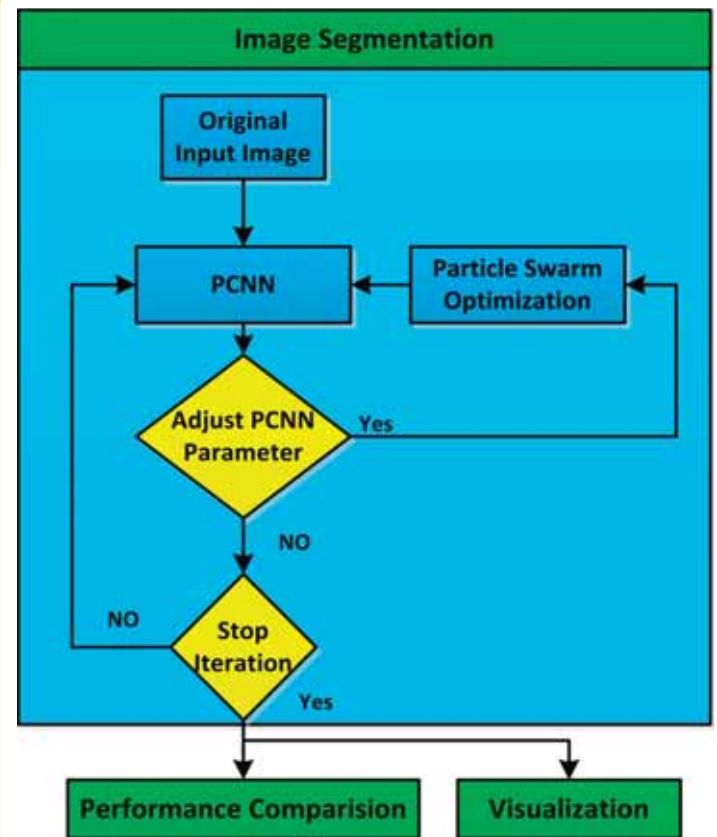 Image Segmentation
Original
Input Image
PCNN
Particle Swarm
Optimization
Adjust PCNN
Parameter
Yes
NO
NO
Stop
Iteration
Yes
Performance Comparision
Visualization